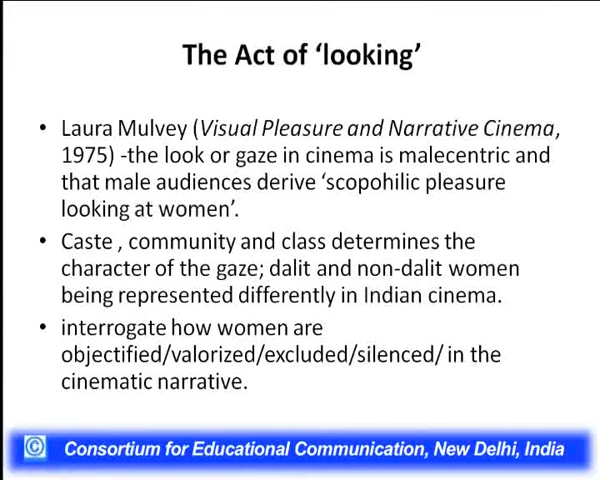 The Act of ‘looking’
• Laura Mulvey (Visual Pleasure and Narrative Cinema,
1975) -the look or gaze in cinema is malecentric and
that male audiences derive ‘scopohilic pleasure
looking at women’.
• Caste , community and class determines the
character of the gaze; dalit and non-dalit women
being represented differently in Indian cinema.
• interrogate how women are
objectified/valorized/excluded/silenced/ in the
cinematic narrative.
© Consortium for Educational Communication, New Delhi, India